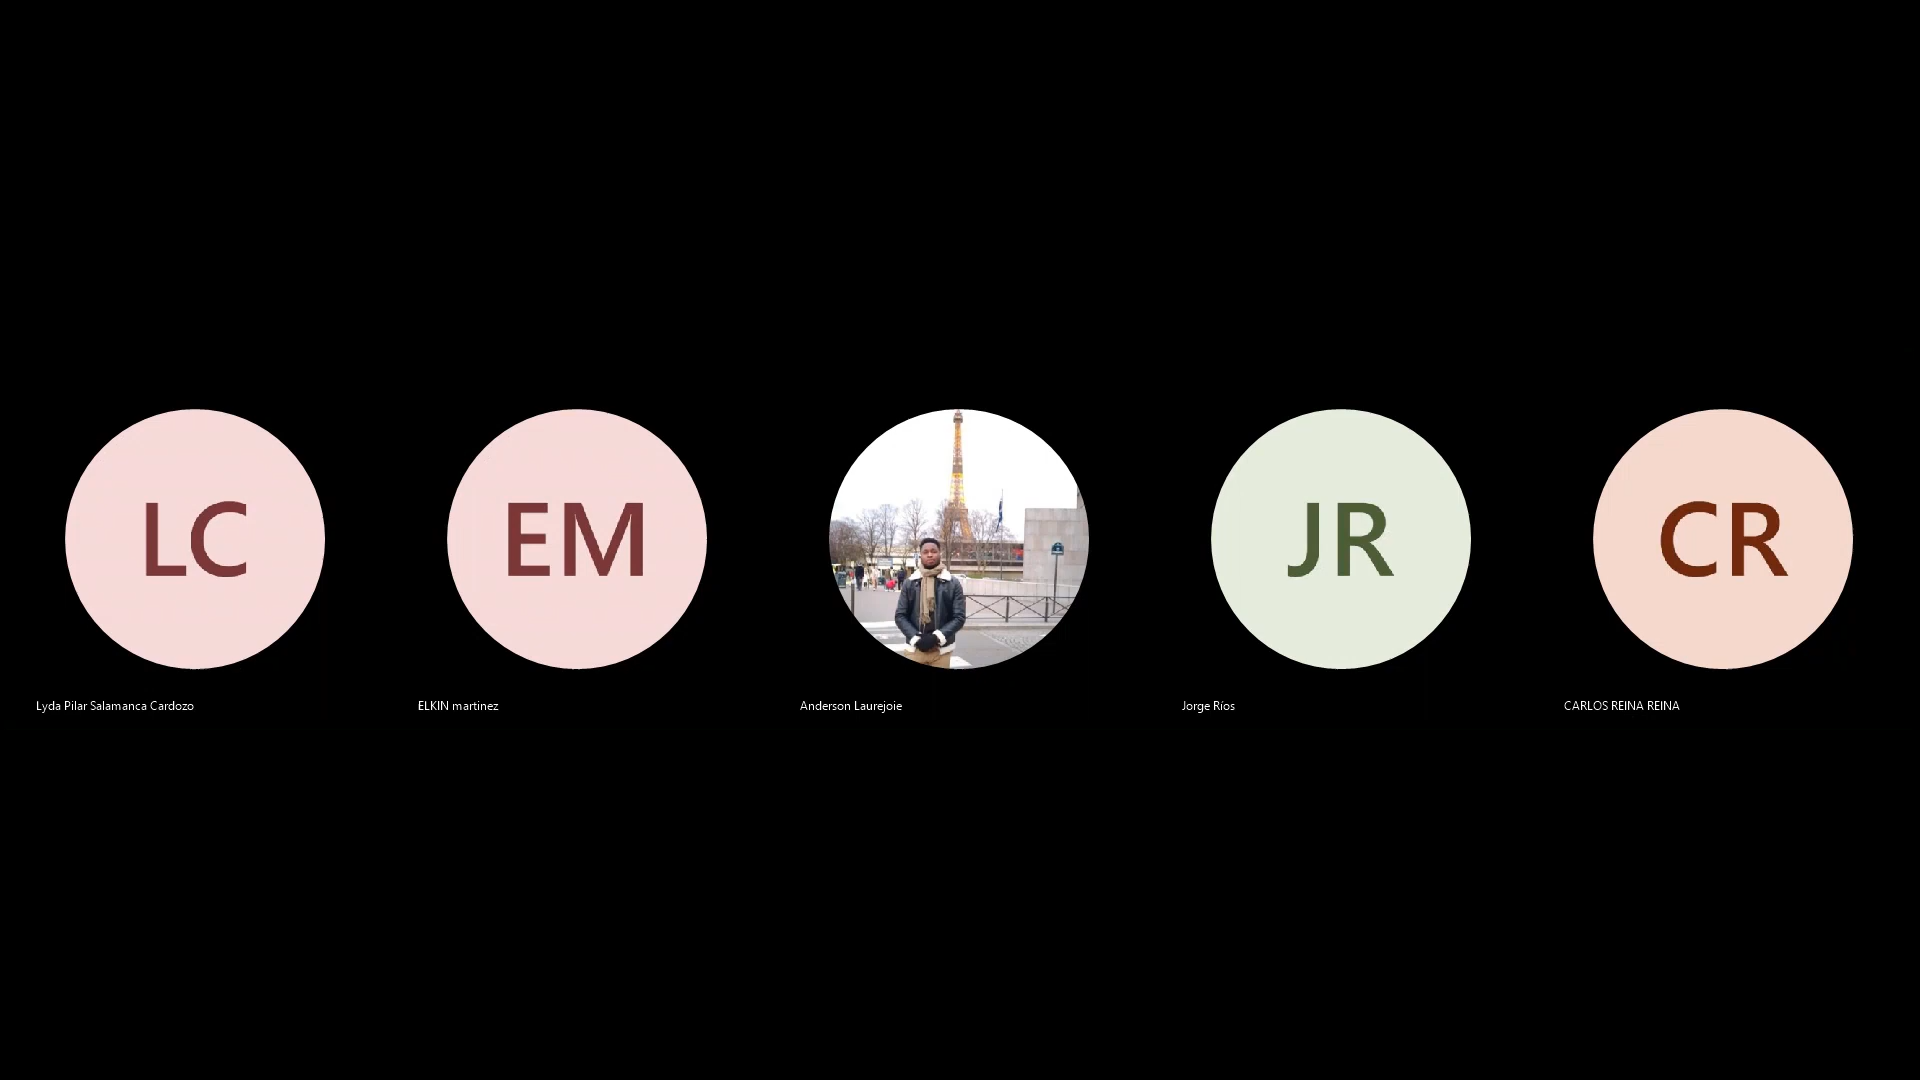 LC
EM
JR
CR
Lyda Pilar Salamanca Cardozo
ELKIN martinez
Anderson Laurejoie
Jorge Ríos
CARLOS REINA REINA